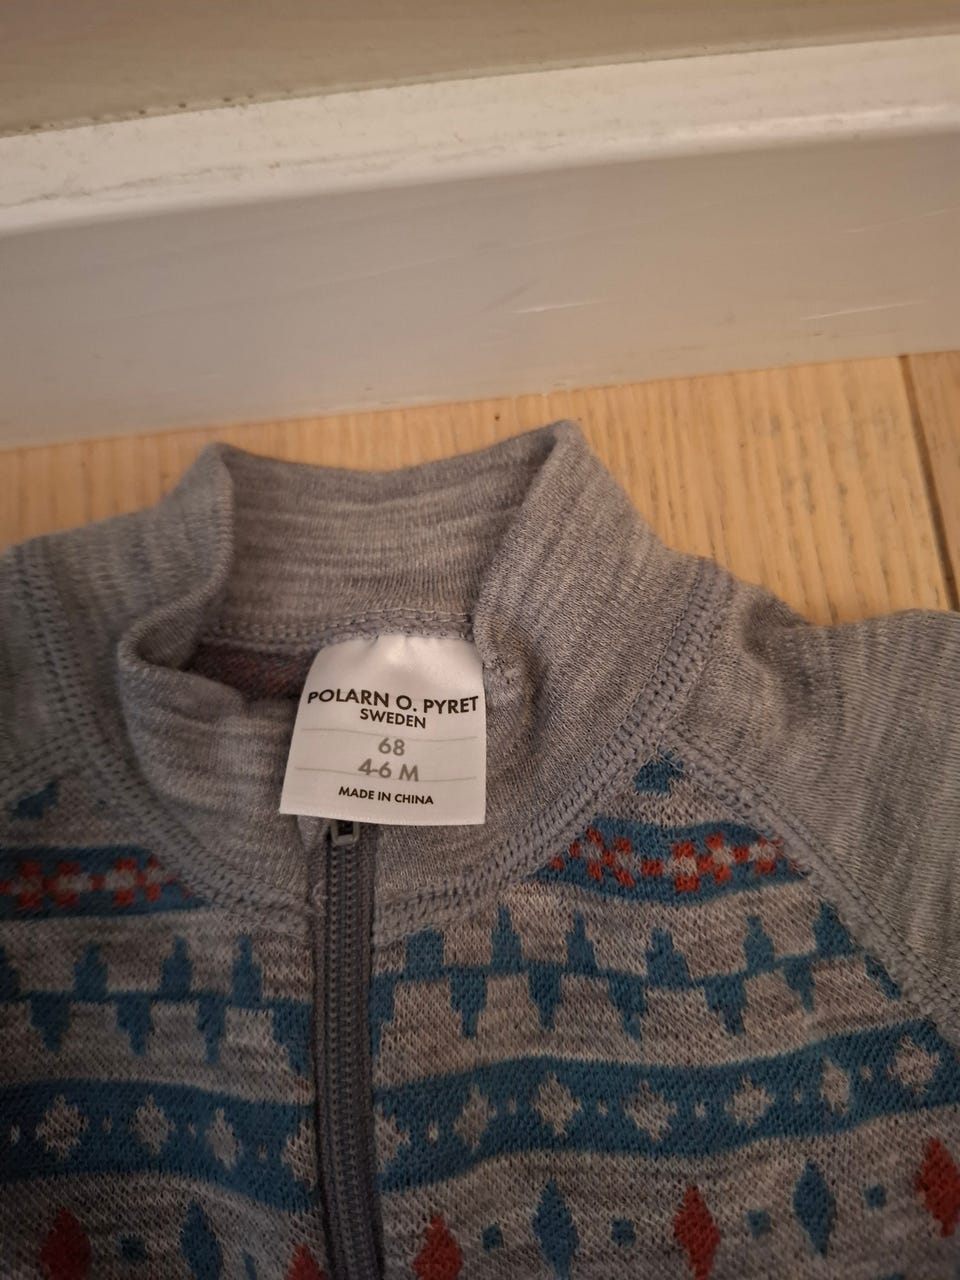 POLARN O. PYRET
SWEDEN
68
4-6 M
MADE IN CHINA